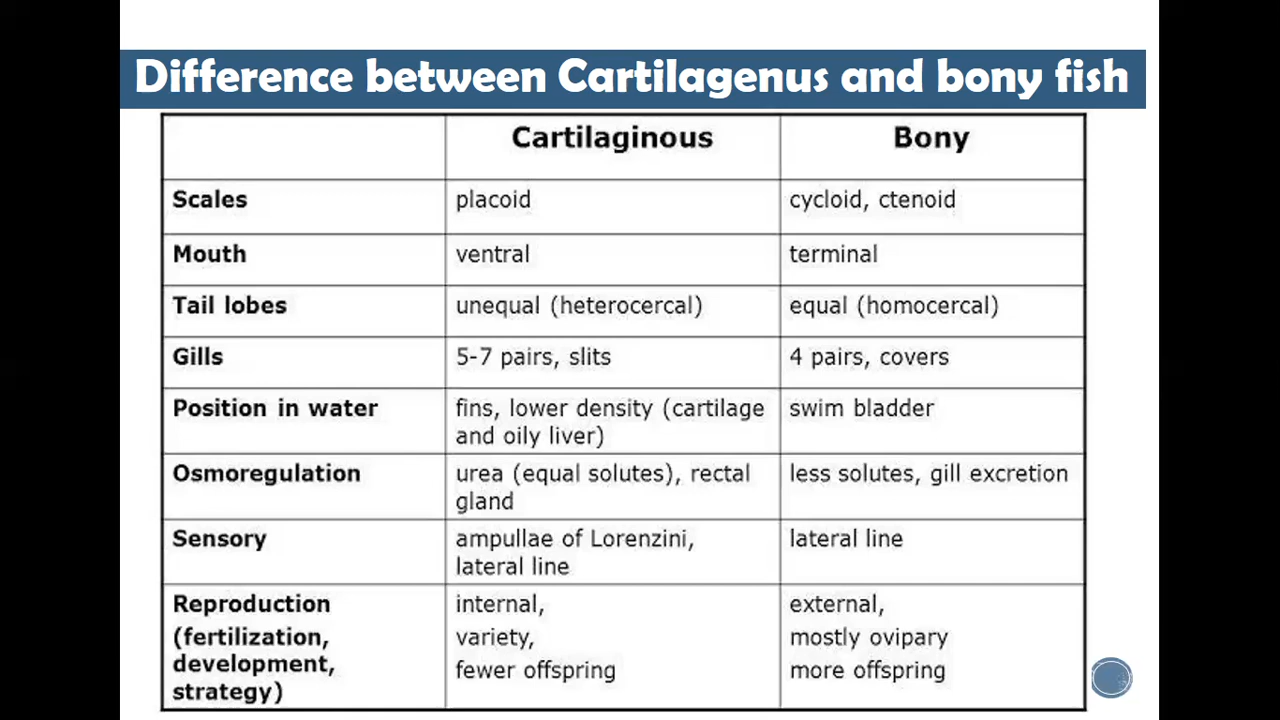 Difference between Cartilagenus and bony fish
Cartilaginous Bony
Scales placoid cycloid, ctenoid
Mouth ventral terminal
Tail lobes unequal (heterocercal) equal (homocercal)
Gills 5-7 pairs, slits 4 pairs, covers
Position in water fins, lower density (cartilage swim bladder
and oily liver)
Osmoregulation urea (equal solutes), rectal less solutes, gill excretion
gland
Sensory ampullae of Lorenzini, lateral line
lateral line
Reproduction internal, external,
(fertilization, variety, mostly ovipary
development, fewer offspring more offspring
strategy)